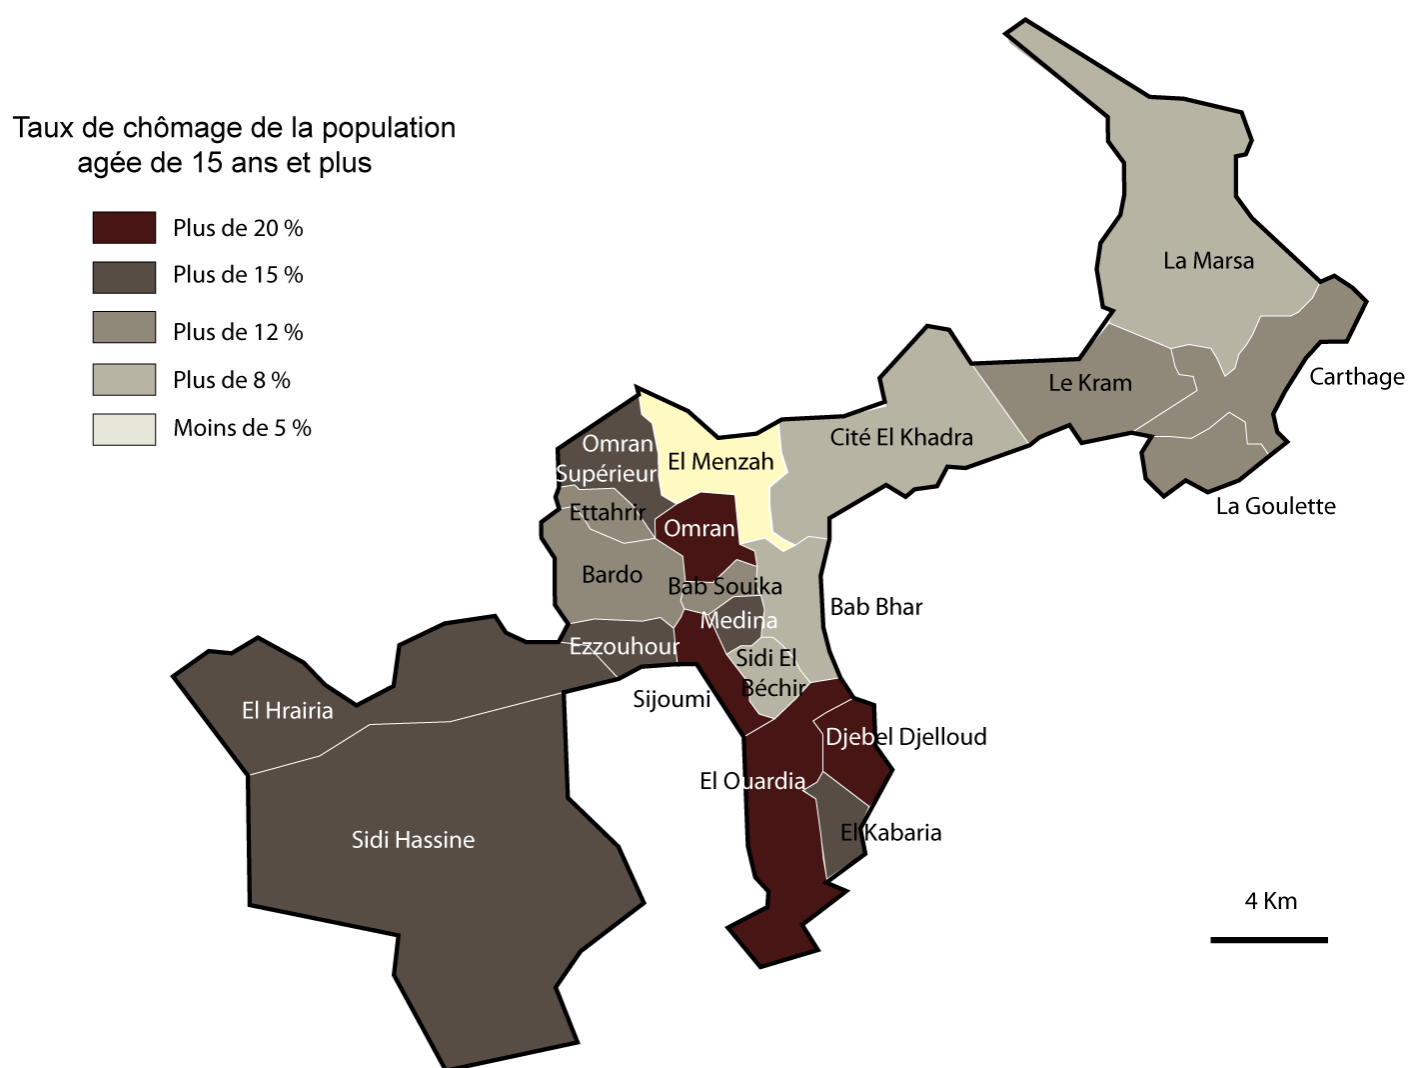 Taux de chômage de la population
agée de 15 ans et plus
Plus de 20 %
Plus de 15 %
Plus de 12 %
Plus de 8 %
Moins de 5 %
La Marsa
Carthage
Le Kram
La Goulette
Cité El Khadra
El Menzah
Omran
Supérieur
Ettahrir
Omran
Bardo
Bab Souika
Bab Bhar
Medina
Ezzouhour
Sidi El
Béchir
Sijoumi
El Hrairia
Djebel Djelloud
El Ouardia
El Kabaria
Sidi Hassine
4 Km